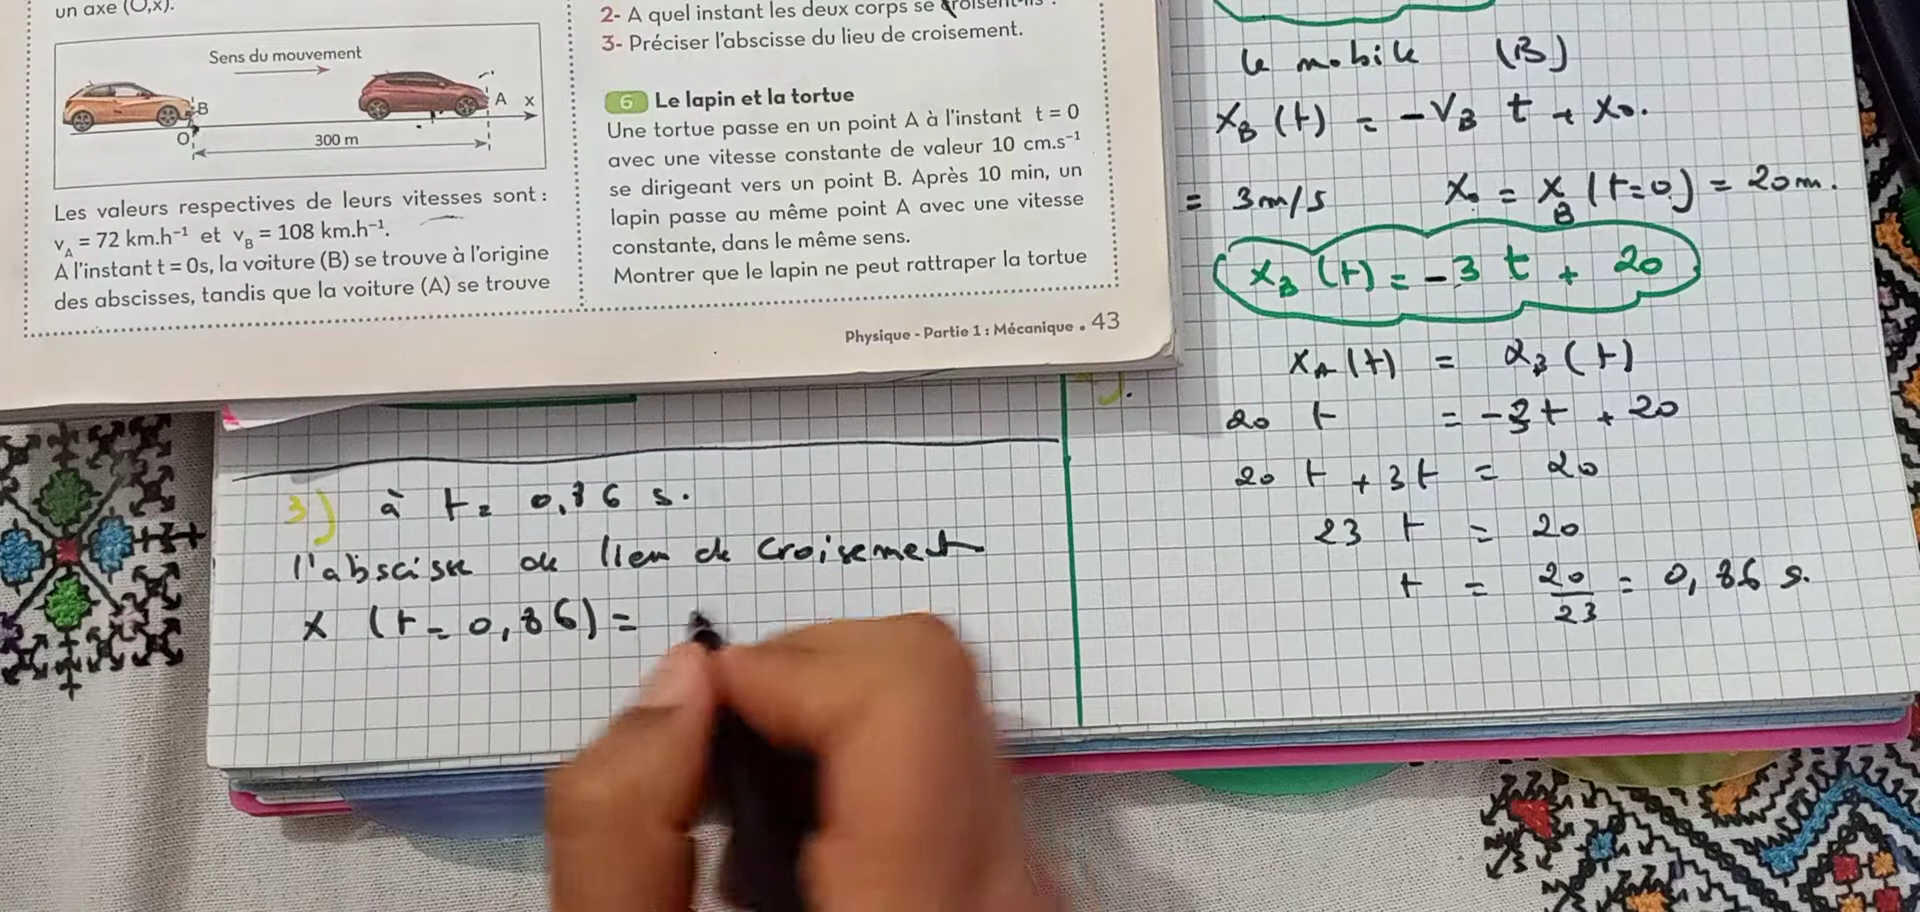 un axe (O,x).
Sens du mouvement
B
A
x
O
300 m
Les valeurs respectives de leurs vitesses sont :
vA = 72 km.h⁻¹ et vB = 108 km.h⁻¹.
A l'instant t = 0s, la voiture (B) se trouve à l'origine
des abscisses, tandis que la voiture (A) se trouve
2- A quel instant les deux corps se croisent-ils ?
3- Préciser l'abscisse du lieu de croisement.
6 Le lapin et la tortue
Une tortue passe en un point A à l'instant t = 0
avec une vitesse constante de valeur 10 cm.s⁻¹
se dirigeant vers un point B. Après 10 min, un
lapin passe au même point A avec une vitesse
constante, dans le même sens.
Montrer que le lapin ne peut rattraper la tortue
Physique - Partie 1 : Mécanique • 43
3) à t = 0,86 s.
l'abscisse de lieu de croisement
x (t = 0,86) =
le mobile (B)
xB (t) = -VB t + x0.
= 3m/s x0 = xB (t=0) = 20m.
xB (t) = -3 t + 20
xA (t) = xB (t)
20 t = -3t + 20
20 t + 3t = 20
23 t = 20
t = 20/23 = 0,86 s.